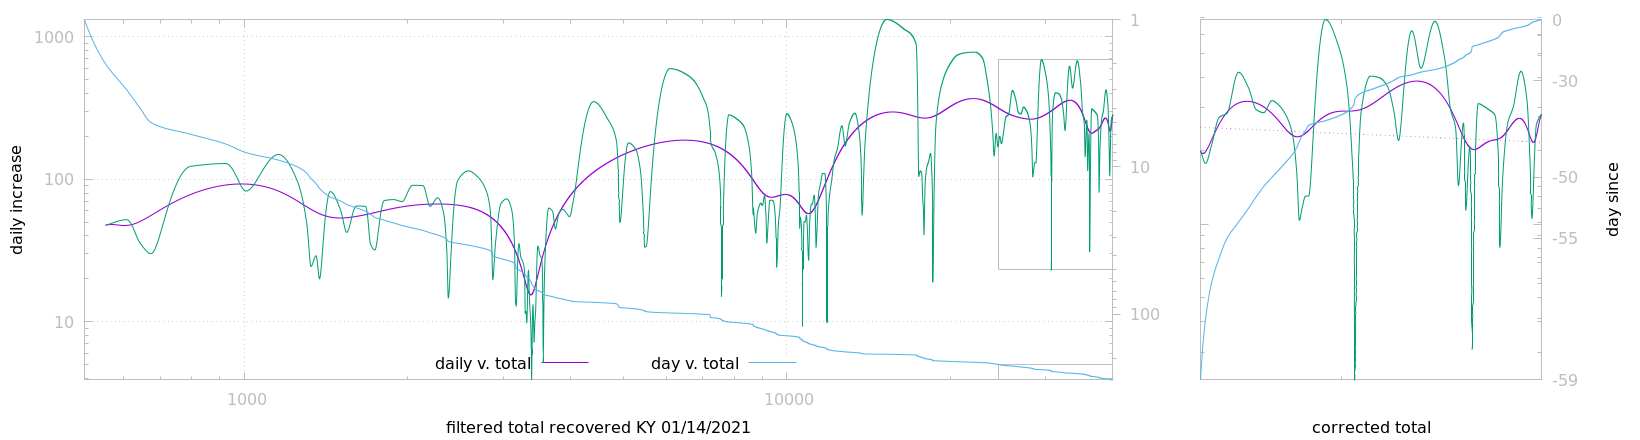 daily increase
1000
100
10
1000
10000
daily v. total
day v. total
filtered total recovered KY 01/14/2021
1
10
100
day since
0
-30
-50
-55
-59
corrected total